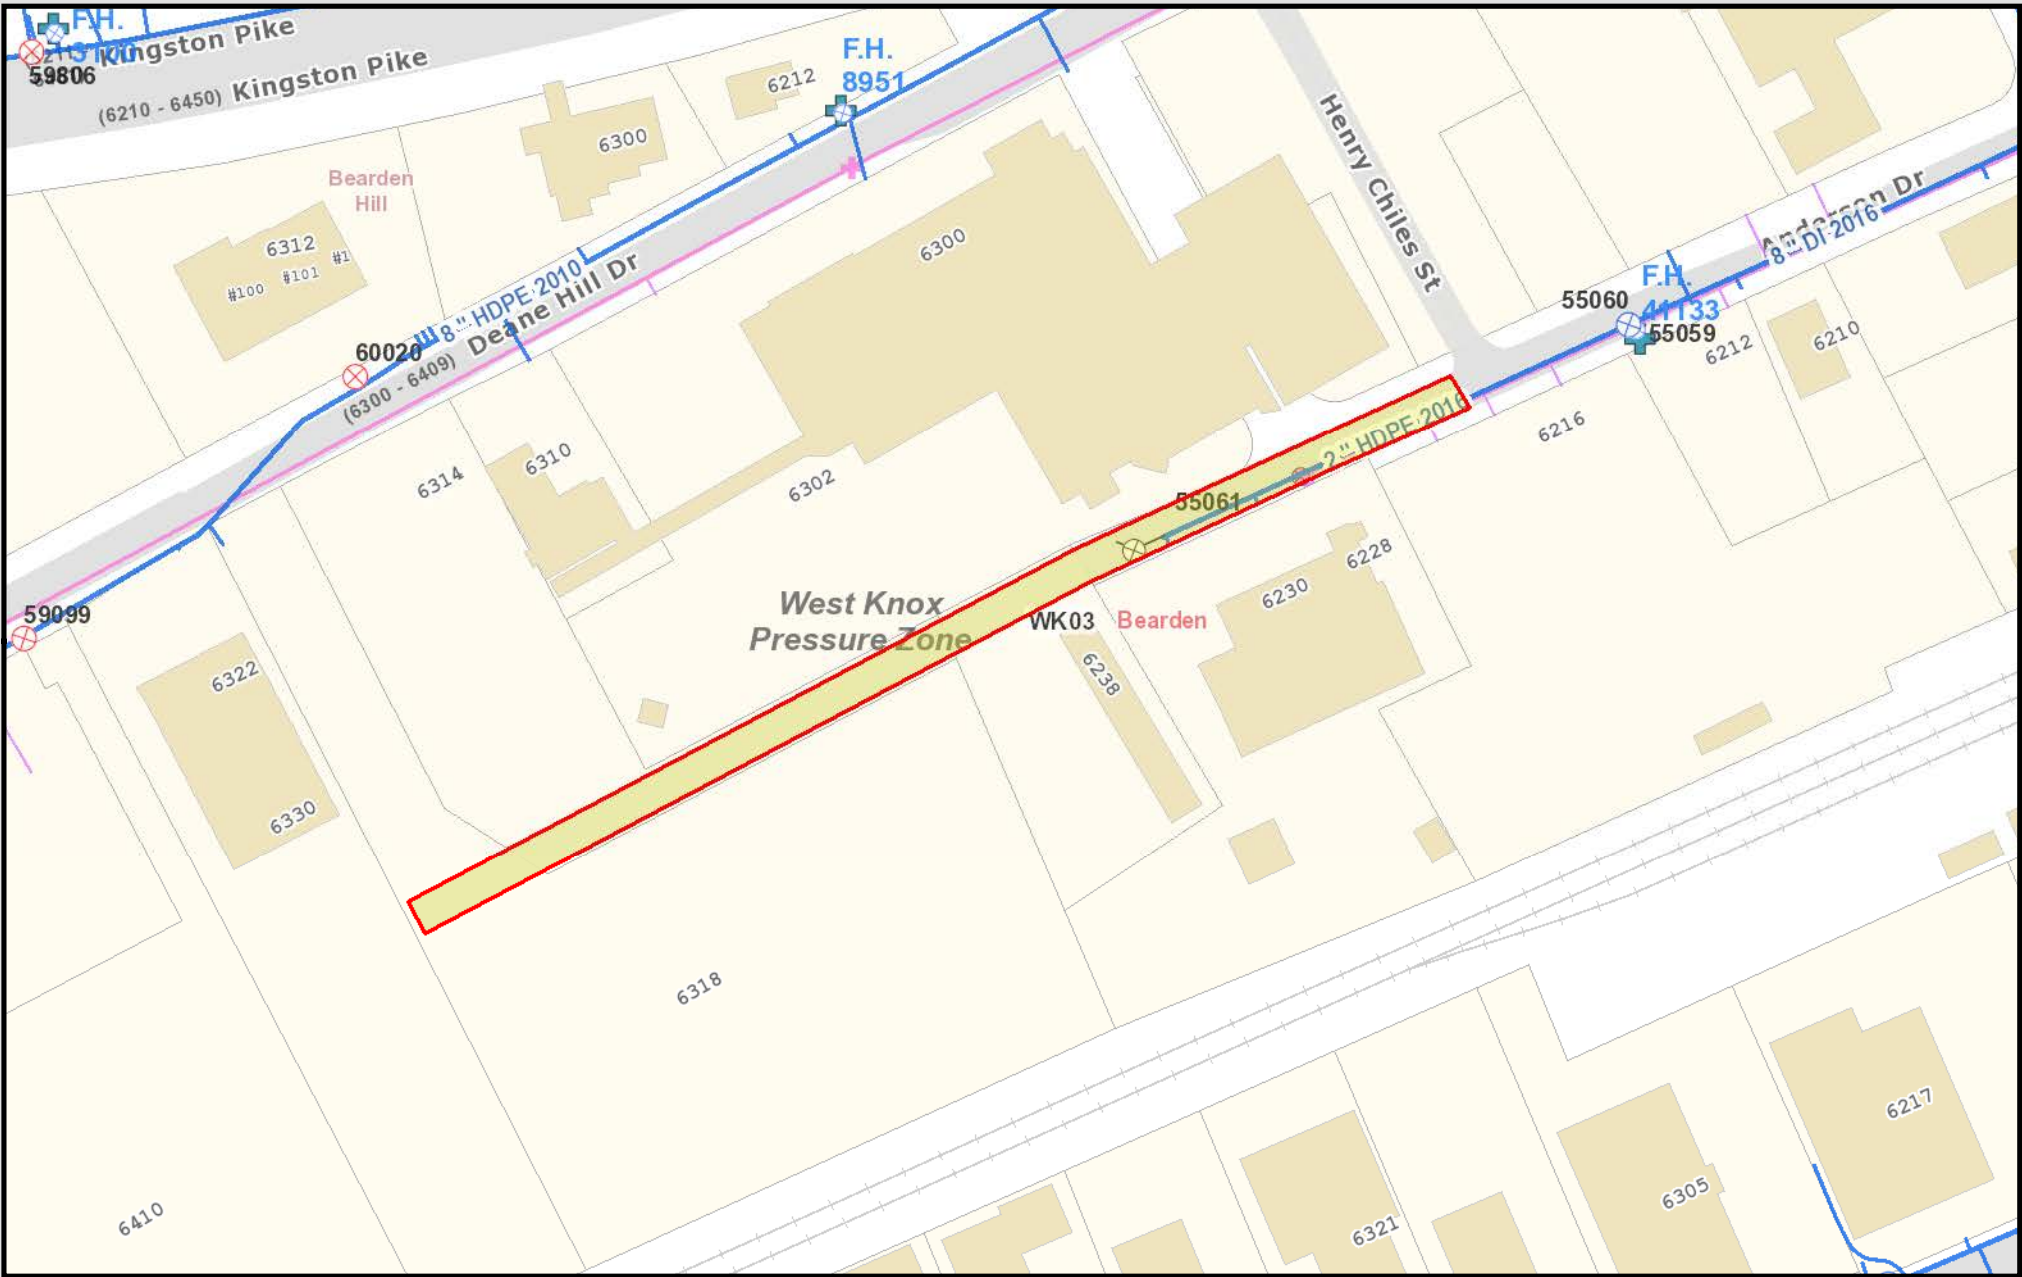 F.H.
Kingston Pike
59806
(6210 - 6450) Kingston Pike
F.H.
8951
6212
6300
Bearden
Hill
6312
#100 #101 #1
6300
Henry Chiles St
Anderson Dr
8 " DI 2016
8 " HDPE 2010
Deane Hill Dr
(6300 - 6409)
60020
55060
F.H.
41133
55059
6212
6210
6216
2 " HDPE 2016
6314
6310
6302
55061
6228
6230
West Knox
Pressure Zone
WK03
Bearden
6238
59099
6322
6330
6318
6410
6217
6305
6321